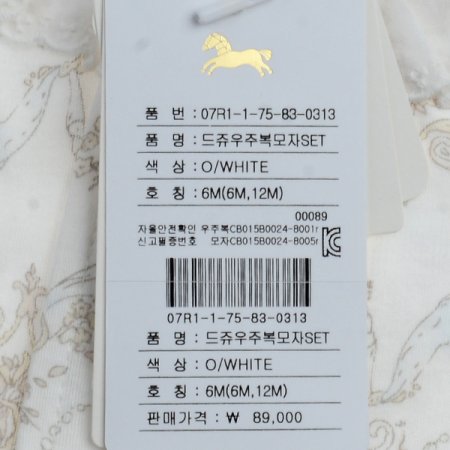 품 번 : 07R1-1-75-83-0313
품 명 : 드쥬우주복모자SET
색 상 : O/WHITE
호 칭 : 6M(6M,12M)
00089
자율안전확인 우주복CB015B0024-8001r
신고필증번호 모자CB015B0024-8005r
07R1-1-75-83-0313
품 명 : 드쥬우주복모자SET
색 상 : O/WHITE
호 칭 : 6M(6M,12M)
판매가격 : ₩ 89,000